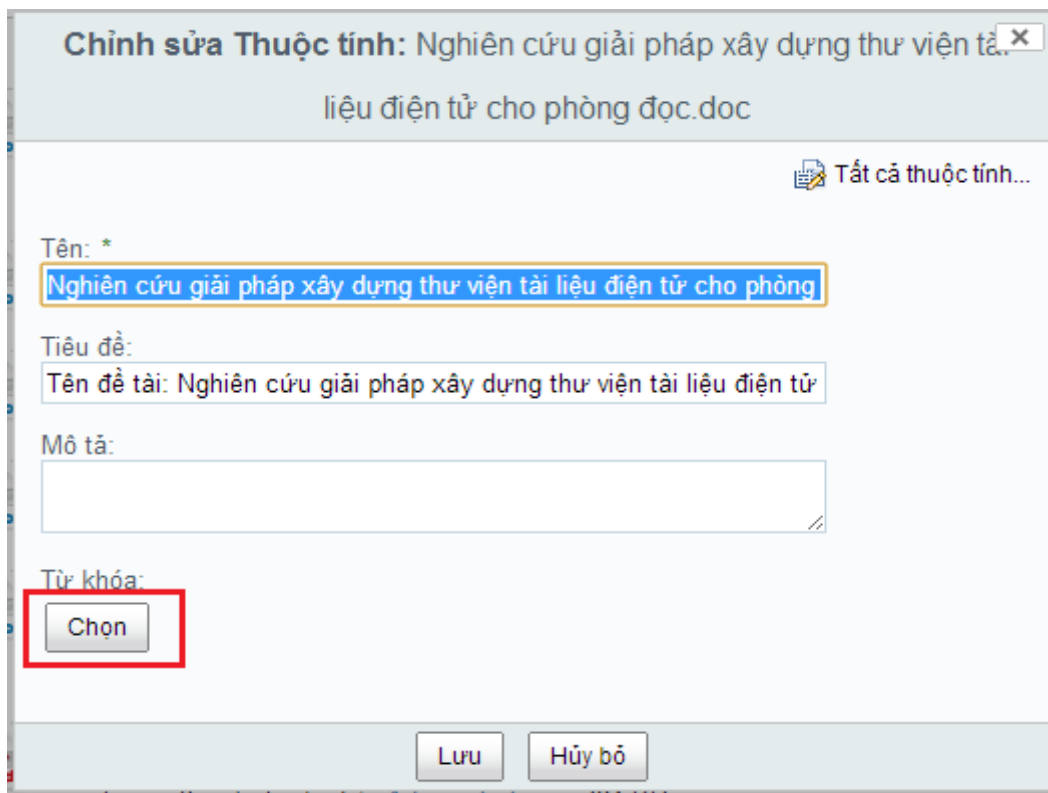 Chỉnh sửa Thuộc tính: Nghiên cứu giải pháp xây dựng thư viện tài
liệu điện tử cho phòng đọc.doc
Tất cả thuộc tính...
Tên: *
Nghiên cứu giải pháp xây dựng thư viện tài liệu điện tử cho phòng
Tiêu đề:
Tên đề tài: Nghiên cứu giải pháp xây dựng thư viện tài liệu điện tử
Mô tả:
Từ khóa:
Chọn
Lưu
Hủy bỏ